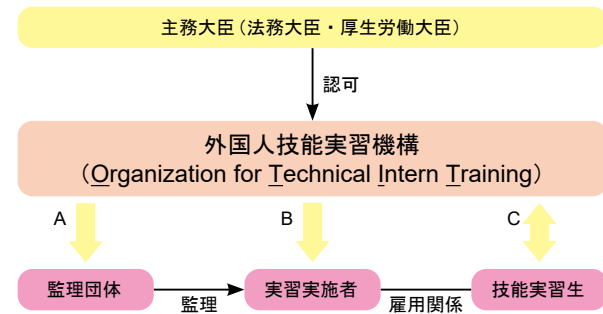 主務大臣（法務大臣・厚生労働大臣）
認可
外国人技能実習機構
（Organization for Technical Intern Training）
A
B
C
監理団体
監理
実習実施者
雇用関係
技能実習生